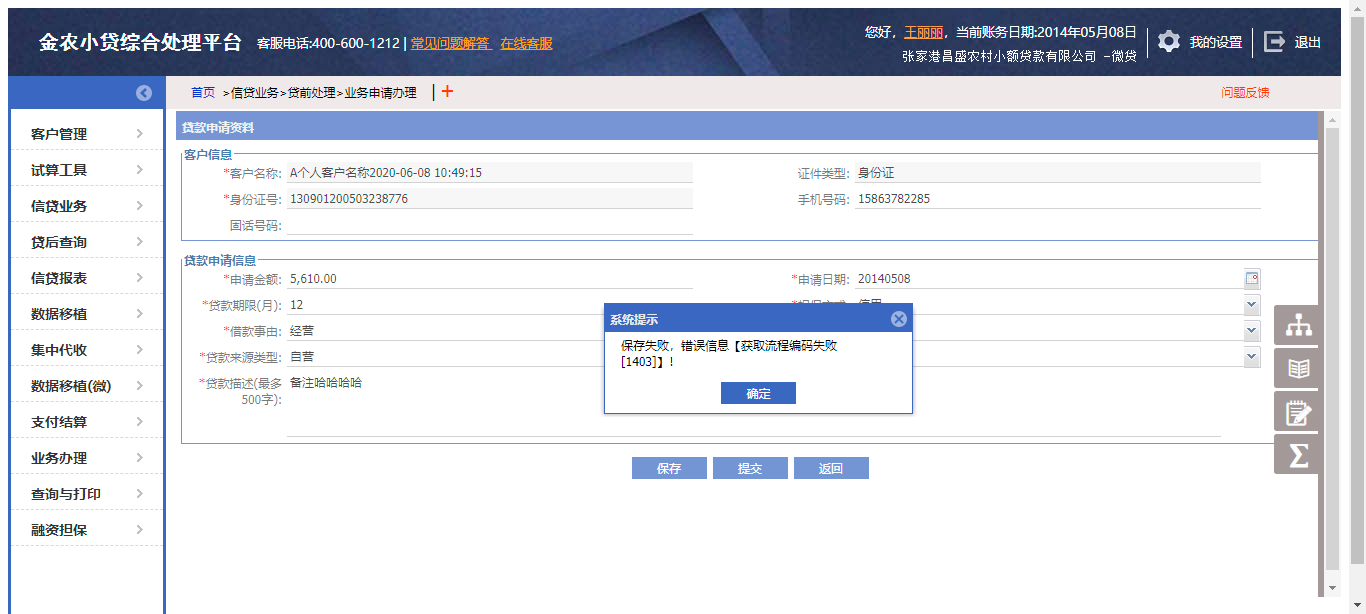 金农小贷综合处理平台 客服电话:400-600-1212 | 常见问题解答 在线客服
您好，王丽丽，当前账务日期:2014年05月08日
张家港昌盛农村小额贷款有限公司 -微贷
我的设置 退出
首页 >信贷业务>贷前处理>业务申请办理 | +
问题反馈
客户管理
试算工具
信贷业务
贷后查询
信贷报表
数据移植
集中代收
数据移植(微)
支付结算
业务办理
查询与打印
融资担保
贷款申请资料
客户信息
*客户名称: A个人客户名称2020-06-08 10:49:15 证件类型: 身份证
*身份证号: 130901200503238776 手机号码: 15863782285
固话号码:
贷款申请信息
*申请金额: 5,610.00 *申请日期: 20140508
*贷款期限(月): 12
*借款事由: 经营
*贷款来源类型: 自营
*贷款描述(最多500字): 备注哈哈哈哈
系统提示
保存失败，错误信息【获取流程编码失败
[1403]】!
确定
保存 提交 返回